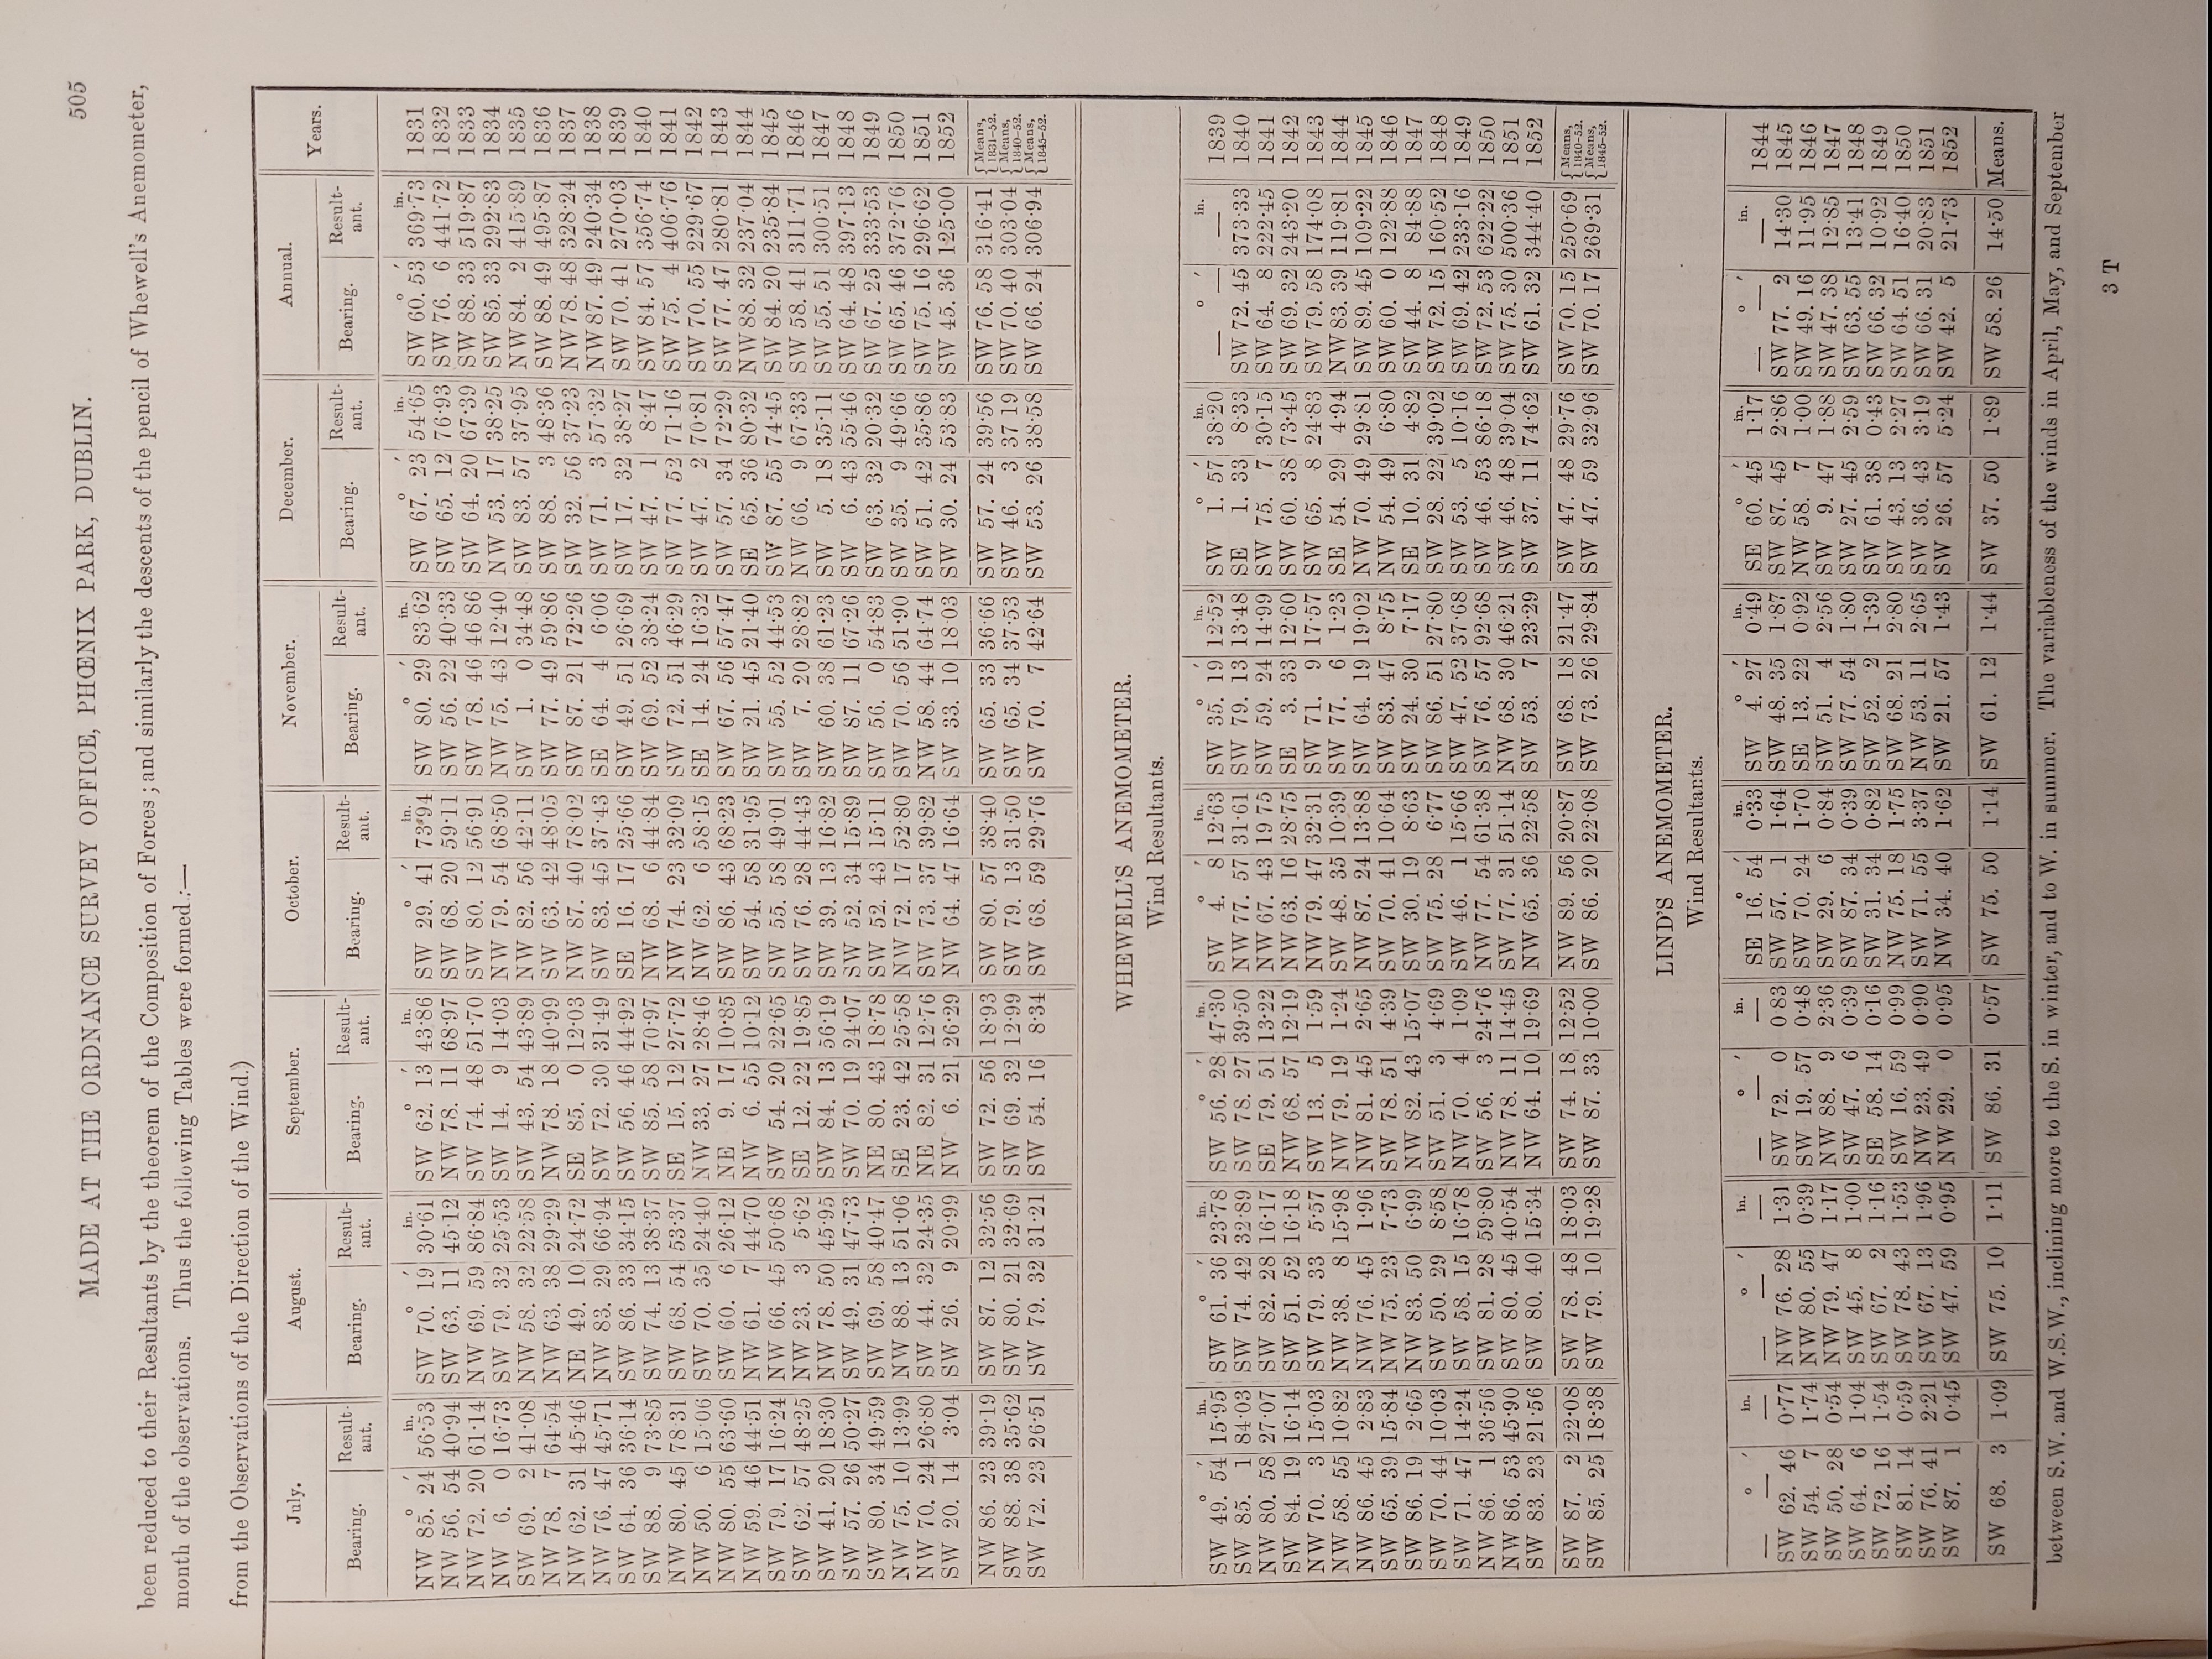 MADE AT THE ORDNANCE SURVEY OFFICE, PHŒNIX PARK, DUBLIN. 505
been reduced to their Resultants by the theorem of the Composition of Forces; and similarly the descents of the pencil of Whewell's Anemometer,
month of the observations. Thus the following Tables were formed:—
from the Observations of the Direction of the Wind.)
July. August. September. October. November. December. Annual. Years.
Bearing. Result-ant. Bearing. Result-ant. Bearing. Result-ant. Bearing. Result-ant. Bearing. Result-ant. Bearing. Result-ant. Bearing. Result-ant.
o ′ in. o ′ in. o ′ in. o ′ in. o ′ in. o ′ in. o ′ in.
NW 85. 24 56·53 SW 70. 19 30·61 SW 62. 13 43·86 SW 29. 41 73·94 SW 80. 29 83·62 SW 67. 23 54·65 SW 60. 53 369·73 1831
NW 56. 54 40·94 SW 63. 11 45·12 NW 78. 11 68·97 SW 68. 20 59·11 SW 56. 22 40·33 SW 65. 12 76·93 SW 76. 6 441·72 1832
NW 72. 20 61·14 NW 69. 59 86·84 SW 74. 48 51·70 SW 80. 12 56·91 SW 78. 46 46 86 SW 64. 20 67·39 SW 88. 33 519·87 1833
NW 6. 0 16·73 SW 79. 32 25·53 SW 14. 9 14·03 NW 79. 54 68·50 NW 75. 43 12·40 NW 53. 17 38·25 SW 85. 33 292·83 1834
SW 69. 2 41·08 NW 58. 32 22·58 SW 43. 54 43·89 NW 82. 56 42·11 SW 1. 0 34·48 SW 83. 57 37·95 NW 84. 2 415·89 1835
NW 78. 7 64·54 NW 63. 38 29·29 NW 78. 18 40·99 SW 63. 42 48·05 SW 77. 49 59·86 SW 88. 3 48·36 SW 88. 49 495·87 1836
NW 62. 31 45·46 NE 49. 10 24·72 SE 85. 0 12·03 NW 87. 40 78·02 SW 87. 21 72·26 SW 32. 56 37·23 NW 78. 48 328·24 1837
NW 76. 47 45·71 NW 83. 29 66·94 SW 72. 30 31·49 SW 83. 45 37·43 SE 64. 4 6·06 SW 71. 3 57·32 NW 87. 49 240·34 1838
SW 64. 36 36·14 SW 86. 33 34·15 SW 56. 46 44·92 SE 16. 17 25·66 SW 49. 51 26·69 SW 17. 32 38·27 SW 70. 41 270·03 1839
SW 88. 9 73·85 SW 74. 13 38·37 SW 85. 58 70·97 NW 68. 6 44·84 SW 69. 52 38·24 SW 47. 1 8·47 SW 84. 57 356·74 1840
NW 80. 45 78 31 SW 68. 54 53·37 SE 15. 12 27·72 NW 74. 23 32·09 SW 72. 51 46·29 SW 77. 52 71·16 SW 75. 4 406·76 1841
NW 50. 6 15·06 SW 70. 35 24·40 NW 33. 27 28·46 NW 62. 6 58·15 SE 14. 24 16·32 SW 47. 2 70·81 SW 70. 55 229·67 1842
NW 80. 55 63·60 SW 60. 6 26·12 NE 9. 17 10·85 SW 86. 43 68·23 SW 67. 56 57·47 SW 57. 34 72·29 SW 77. 47 280·81 1843
NW 59. 46 44·51 NW 61. 7 44·70 NW 6. 55 10·12 SW 54. 58 31·95 SW 21. 45 21·40 SE 65. 36 80·32 NW 88. 32 237·04 1844
SW 79. 17 16·24 NW 66. 45 50·68 SW 54. 20 22·65 SW 55. 58 49·01 SW 55. 52 44·53 SW 87. 55 74·45 SW 84. 20 235·84 1845
SW 62. 57 48·25 NW 23. 3 5·62 SE 12. 22 19·85 SW 76. 28 44·43 SW 7. 20 28·82 NW 66. 9 67·33 SW 58. 41 311·71 1846
SW 41. 20 18·30 NW 78. 50 45·95 SW 84. 13 56·19 SW 39. 13 16·82 SW 60. 38 61·23 SW 5. 18 35·11 SW 55. 51 300·51 1847
SW 57. 26 50·27 SW 49. 31 47·73 SW 70. 19 24·07 SW 52. 34 15·89 SW 87. 11 67·26 SW 6. 43 55·46 SW 64. 48 397·13 1848
SW 80. 34 49·59 SW 69. 58 40·47 NE 80. 43 18·78 SW 52. 43 15·11 SW 56. 0 54·83 SW 63. 32 20·32 SW 67. 25 333·53 1849
NW 75. 10 13·99 NW 88. 13 51·06 SE 23. 42 25·58 NW 72. 17 52·80 SW 70. 56 51·90 SW 35. 9 49·66 SW 65. 46 372·76 1850
NW 70. 24 26·80 SW 44. 32 24·35 NE 82. 31 12·76 SW 73. 37 39·82 NW 58. 44 64·74 SW 51. 42 35·86 SW 75. 16 296·62 1851
SW 20. 14 3·04 SW 26. 9 20·99 NW 6. 21 26·29 NW 64. 47 16·64 SW 33. 10 18·03 SW 30. 24 53·83 SW 45. 36 125·00 1852
NW 86. 23 39·19 SW 87. 12 32·56 SW 72. 56 18·93 SW 80. 57 38·40 SW 65. 33 36·66 SW 57. 24 39·56 SW 76. 58 316·41 { Means, 1831–52.
SW 88. 38 35·62 SW 80. 21 32·69 SW 69. 32 12·99 SW 79. 13 31·50 SW 65. 34 37·53 SW 46. 3 37 19 SW 70. 40 303·04 { Means, 1840–52.
SW 72. 23 26·51 SW 79. 32 31·21 SW 54. 16 8·34 SW 68. 59 29·76 SW 70. 7 42·64 SW 53. 26 38·58 SW 66. 24 306·94 { Means, 1845–52.
WHEWELL'S ANEMOMETER.
Wind Resultants.
o ′ in. o ′ in. o ′ in. o ′ in. o ′ in. o ′ in. o ′ in.
SW 49. 54 15·95 SW 61. 36 23·78 SW 56. 28 47·30 SW 4. 8 12·63 SW 35. 19 12·52 SW 1. 57 38·20 — — — 1839
SW 85. 1 84·03 SW 74. 42 32·89 SW 78. 27 39·50 NW 77. 57 31·61 SW 79. 13 13·48 SE 1. 33 8·33 SW 72. 45 373·33 1840
NW 80. 58 27·07 SW 82. 28 16·17 SE 79. 51 13·22 NW 67. 43 19 75 SW 59. 24 14·99 SW 75. 7 30·15 SW 64. 8 222·45 1841
SW 84. 19 16·14 SW 51. 52 16·18 NW 68. 57 12·19 NW 63. 16 28·75 SE 3. 33 12·60 SW 60. 38 73·45 SW 69. 32 243·20 1842
NW 70. 3 15·03 SW 79. 33 5·57 SW 13. 5 1·59 NW 79. 47 32·31 SW 71. 9 17·57 SW 65. 8 24·83 SW 79. 58 174·08 1843
NW 58. 55 10·82 NW 38. 8 15·98 NW 79. 19 1·24 SW 48. 35 10·39 SW 77. 6 1·23 SE 54. 29 4·94 NW 83. 39 119·81 1844
NW 86. 45 2·83 NW 76. 45 1·96 NW 81. 45 2·65 NW 87. 24 13·88 SW 64. 19 19·02 NW 70. 49 29·81 SW 89. 45 109·22 1845
SW 65. 39 15·84 NW 75. 23 7·73 SW 78. 51 4·39 SW 70. 41 10·64 SW 83. 47 8·75 NW 54. 49 6·80 SW 60. 0 122·88 1846
SW 86. 19 2·65 NW 83. 50 6·99 NW 82. 43 15·07 SW 30. 19 8·63 SW 24. 30 7·17 SE 10. 31 4·82 SW 44. 8 84·88 1847
SW 70. 44 10·03 SW 50. 29 8·58 SW 51. 3 4·69 SW 75. 28 6·77 SW 86. 51 27·80 SW 28. 22 39·02 SW 72. 15 160·52 1848
SW 71. 47 14·24 SW 58. 15 16·78 NW 70. 4 1·09 SW 46. 1 15·66 SW 47. 52 37·68 SW 53. 5 10·16 SW 69. 42 233·16 1849
NW 86. 1 36·56 SW 81. 28 59·80 SW 56. 3 24·76 NW 77. 54 61·38 SW 76. 57 92·68 SW 46. 53 86·18 SW 72. 53 622·22 1850
NW 86. 53 45·90 SW 80. 45 40·54 NW 78. 11 14·45 SW 77. 31 51·14 NW 68. 30 46·21 SW 46. 48 39·04 SW 75. 30 500·36 1851
SW 83. 23 21·56 SW 80. 40 15·34 NW 64. 10 19·69 NW 65. 36 22·58 SW 53. 7 23·29 SW 37. 11 74·62 SW 61. 32 344·40 1852
SW 87. 2 22·08 SW 78. 48 18·03 SW 74. 18 12·52 NW 89. 56 20·87 SW 68. 18 21·47 SW 47. 48 29·76 SW 70. 15 250·69 { Means, 1840–52.
SW 85. 25 18·38 SW 79. 10 19·28 SW 87. 33 10·00 SW 86. 20 22·08 SW 73. 26 29·84 SW 47. 59 32·96 SW 70. 17 269·31 { Means, 1845–52.
LIND'S ANEMOMETER.
Wind Resultants.
o ′ in. o ′ in. o ′ in. o ′ in. o ′ in. o ′ in. o ′ in.
— — — — — — — — SE 16. 54 0·33 SW 4. 27 0·49 SE 60. 45 1·17 — — — 1844
SW 62. 46 0·77 NW 76. 28 1·31 SW 72. 0 0 83 SW 57. 1 1·64 SW 48. 35 1·87 SW 87. 45 2·86 SW 77. 2 14·30 1845
SW 54. 7 1·74 NW 80. 55 0·39 SW 19. 57 0·48 SW 70. 24 1·70 SE 13. 22 0·92 NW 58. 7 1·00 SW 49. 16 11·95 1846
SW 50. 28 0·54 NW 79. 47 1·17 NW 88. 9 2·36 SW 29. 6 0·84 SW 51. 4 2·56 SW 9. 47 1·88 SW 47. 38 12·85 1847
SW 64. 6 1·04 SW 45. 8 1·00 SW 47. 6 0·39 SW 87. 34 0·39 SW 77. 54 1·80 SW 27. 45 2·59 SW 63. 55 13·41 1848
SW 72. 16 1·54 SW 67. 2 1·16 SE 58. 14 0·16 SW 31. 34 0·82 SW 52. 2 1·39 SW 61. 38 0·43 SW 66. 32 10·92 1849
SW 81. 14 0·59 SW 78. 43 1·53 SW 16. 59 0·99 NW 75. 18 1·75 SW 68. 21 2·80 SW 43. 13 2·27 SW 64. 51 16·40 1850
SW 76. 41 2·21 SW 67. 13 1·96 NW 23. 49 0·90 SW 71. 55 3·37 NW 53. 11 2·65 SW 36. 43 3·19 SW 66. 31 20·83 1851
SW 87. 1 0·45 SW 47. 59 0·95 NW 29. 0 0·95 NW 34. 40 1·62 SW 21. 57 1·43 SW 26. 57 5·24 SW 42. 5 21·73 1852
SW 68. 3 1·09 SW 75. 10 1·11 SW 86. 31 0·57 SW 75. 50 1·14 SW 61. 12 1·44 SW 37. 50 1·89 SW 58. 26 14·50 Means.
between S.W. and W.S.W., inclining more to the S. in winter, and to W. in summer. The variableness of the winds in April, May, and September
3 T